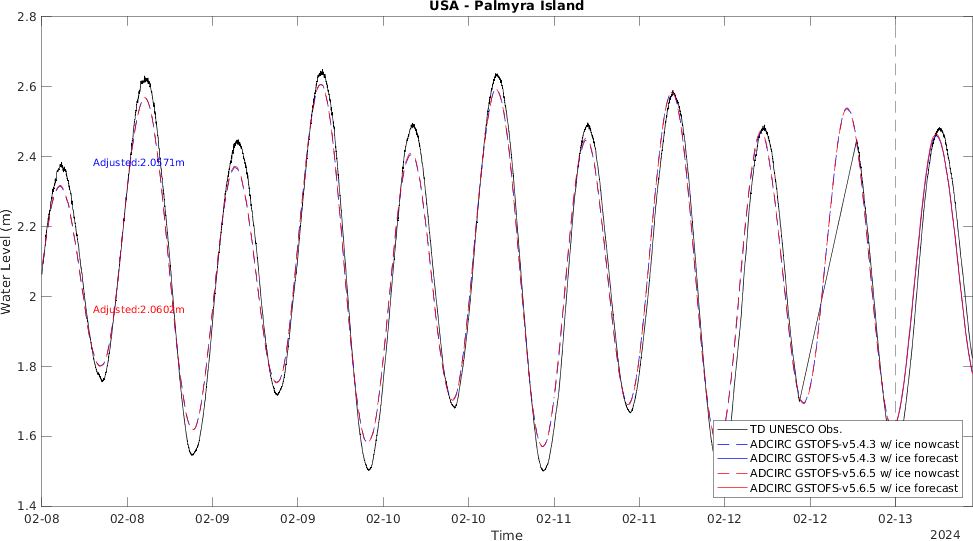 USA - Palmyra Island
2.8
2.6
2.4
2.2
2
1.8
1.6
1.4
Water Level (m)
Adjusted:2.0571m
Adjusted:2.0602m
TD UNESCO Obs.
ADCIRC GSTOFS-v5.4.3 w/ ice nowcast
ADCIRC GSTOFS-v5.4.3 w/ ice forecast
ADCIRC GSTOFS-v5.6.5 w/ ice nowcast
ADCIRC GSTOFS-v5.6.5 w/ ice forecast
02-08 02-08 02-09 02-09 02-10 02-10 02-11 02-11 02-12 02-12 02-13
Time
2024